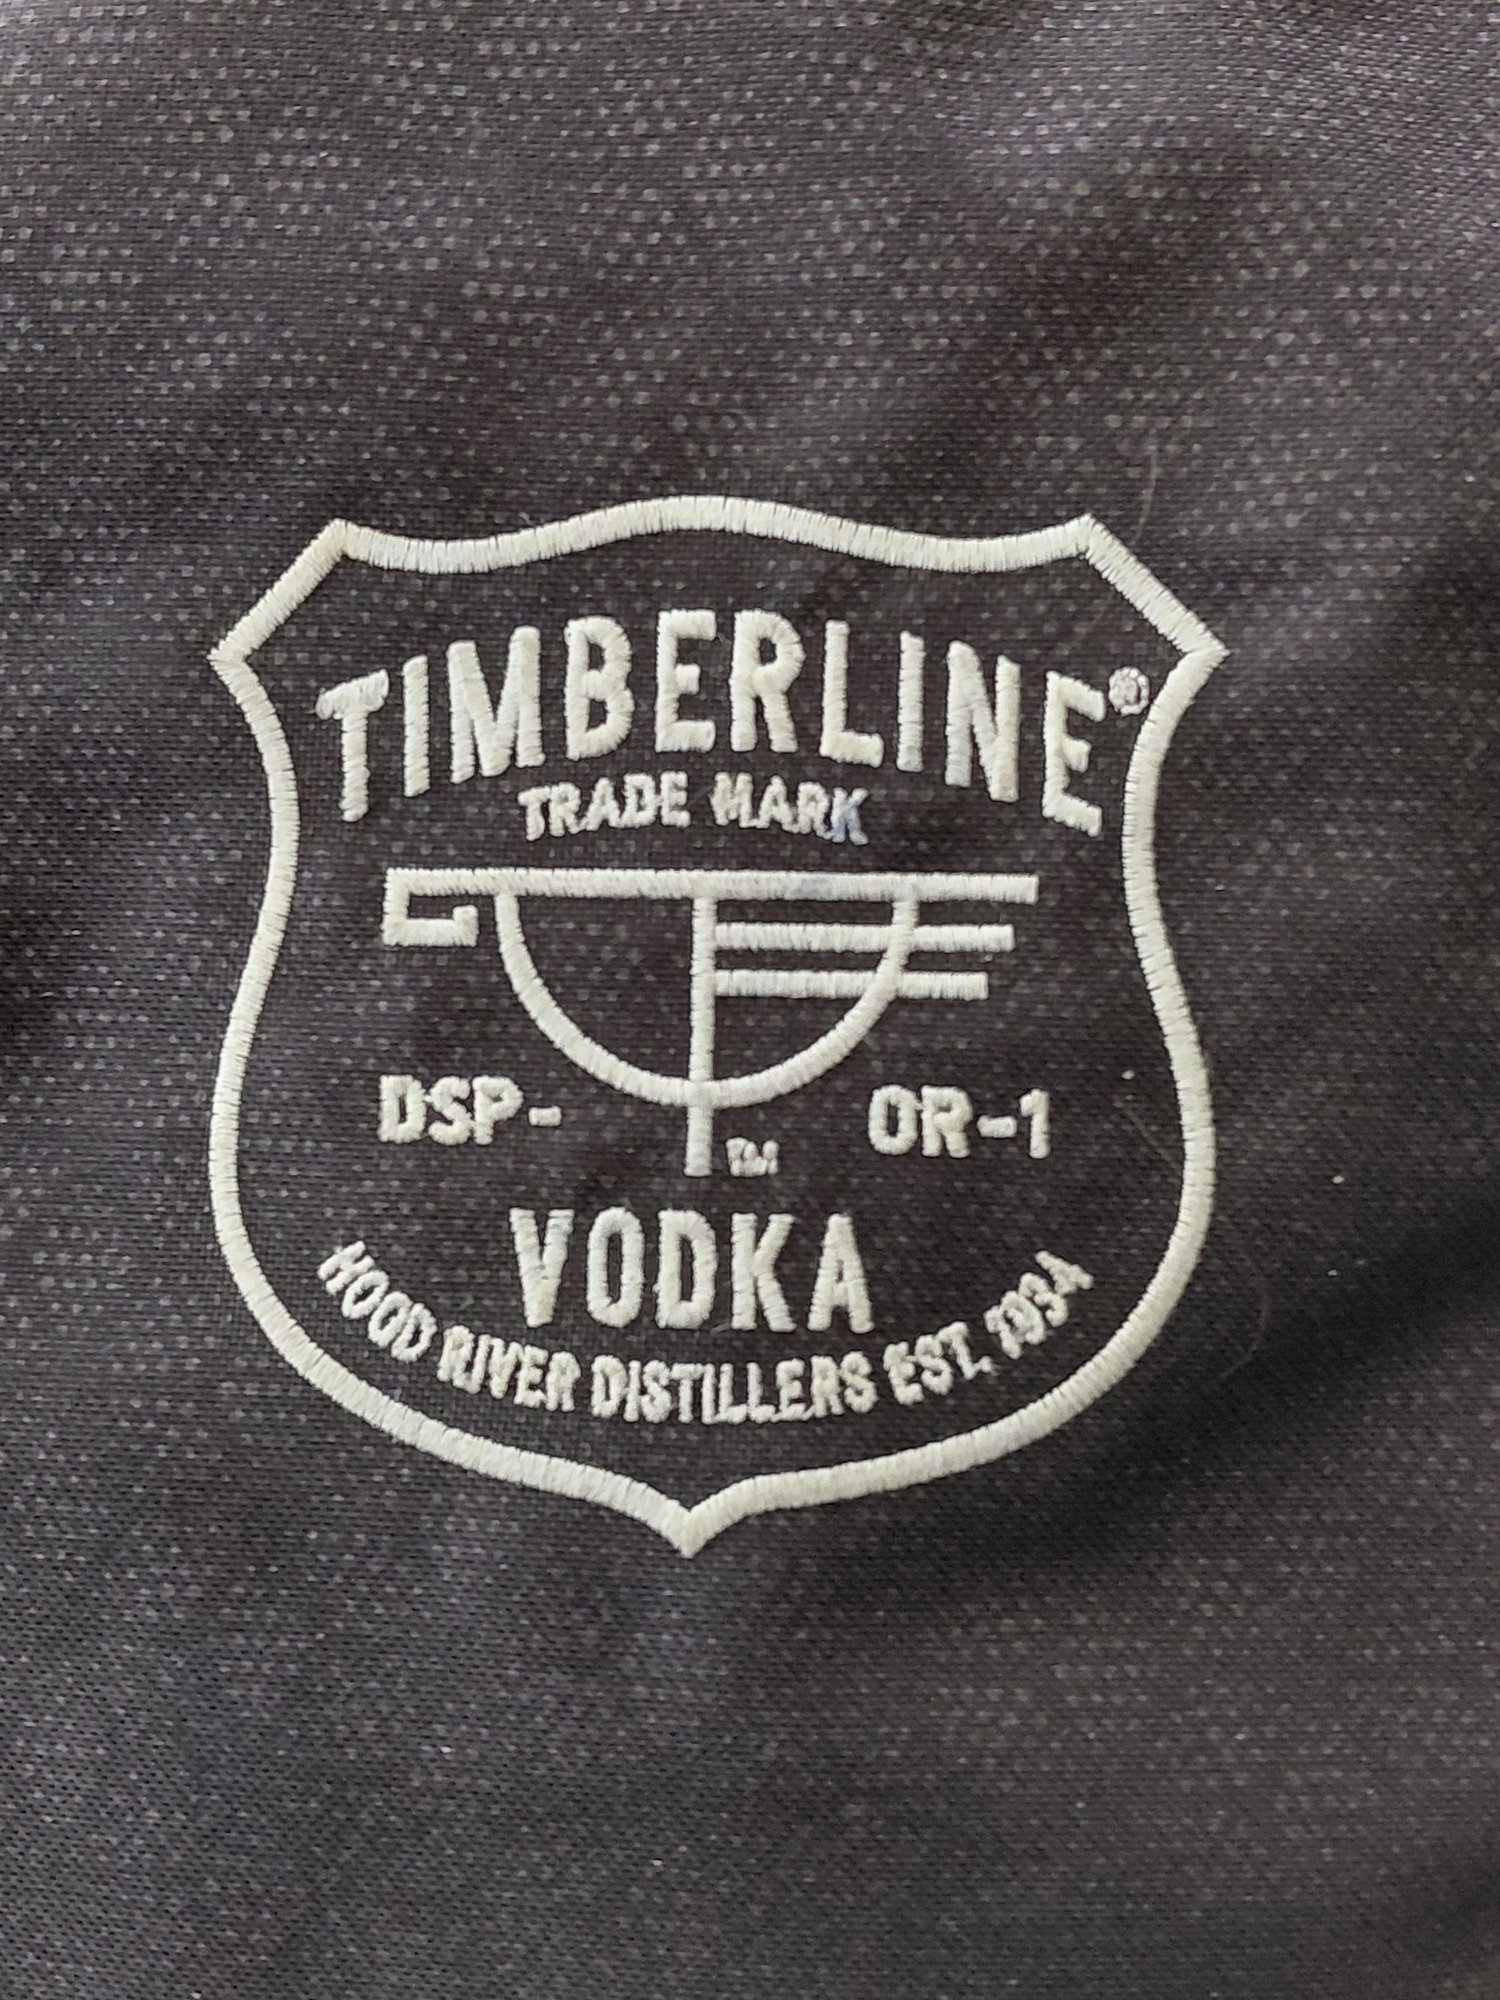 TIMBERLINE®
TRADE MARK
DSP- OR-1
™
VODKA
HOOD RIVER DISTILLERS EST. 1934